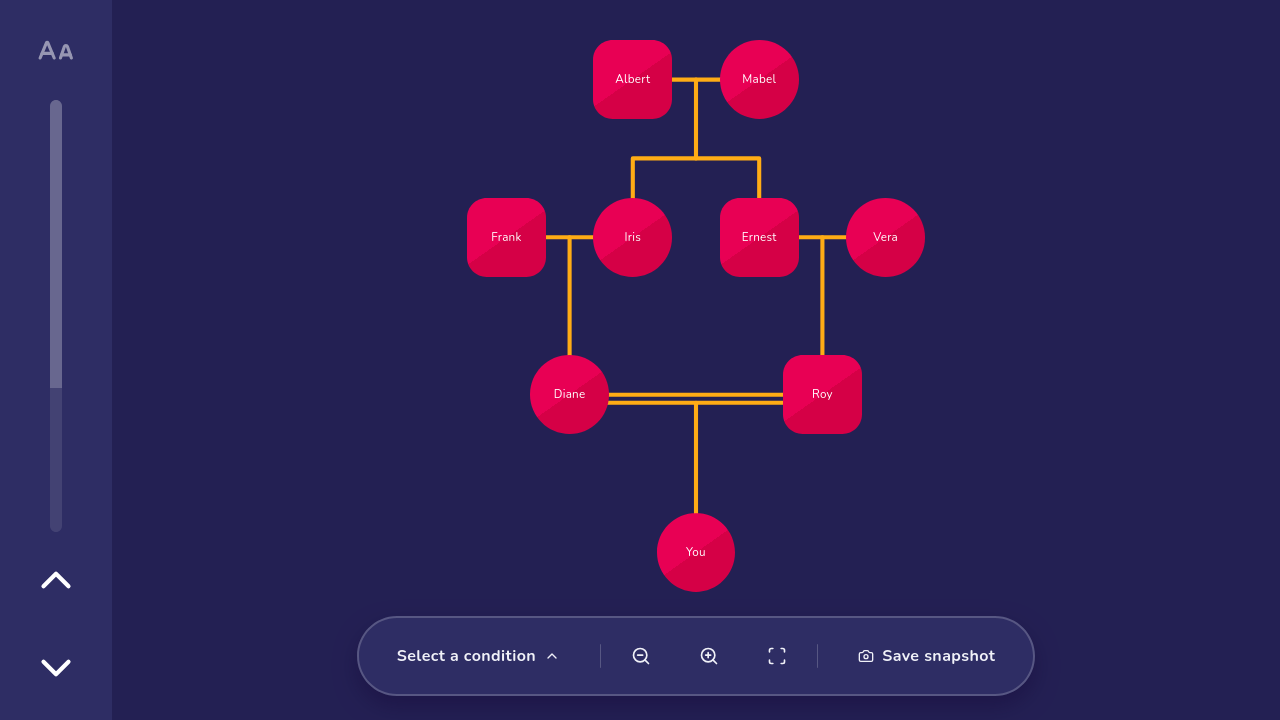 AA
Albert Mabel
Frank Iris Ernest Vera
Diane Roy
You
Select a condition Save snapshot